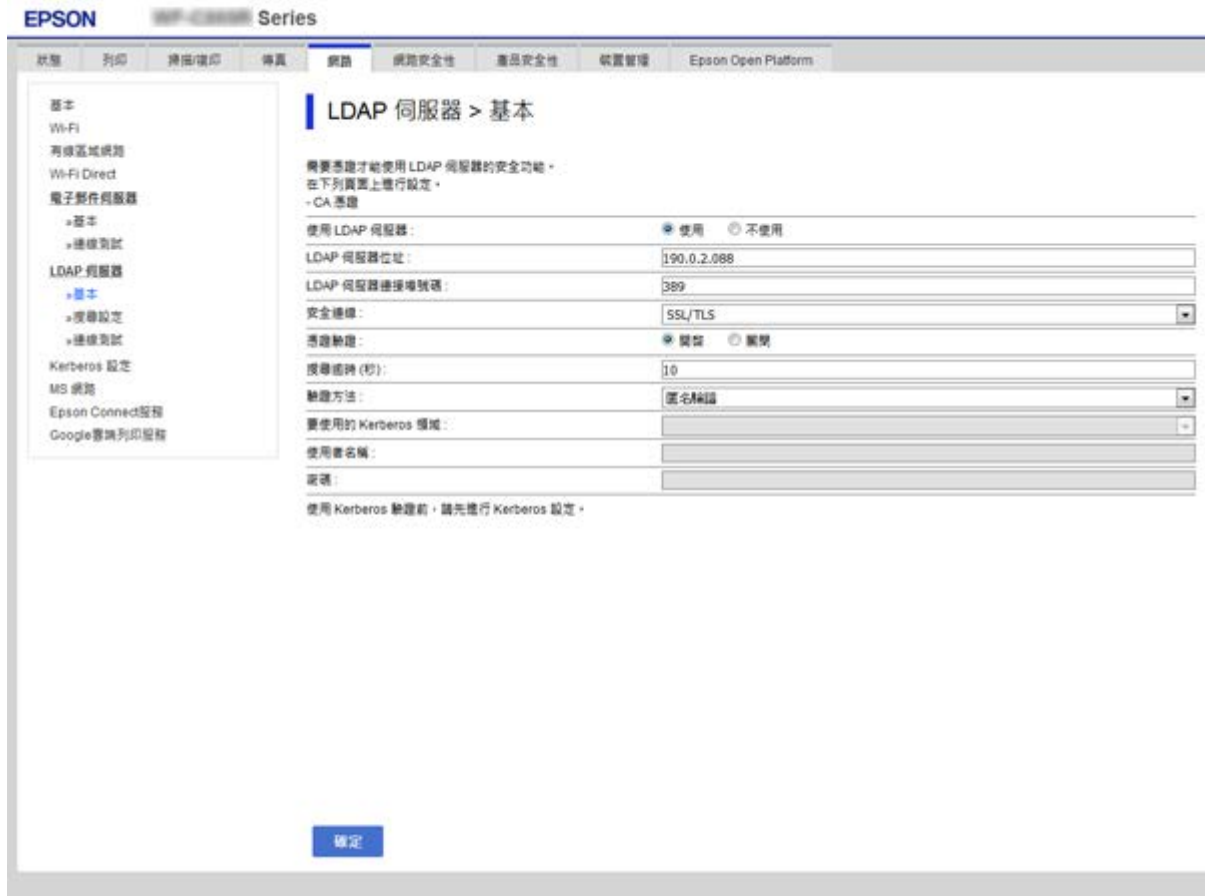 EPSON Series
狀態 列印 掃描/複印 傳真 網路 網路安全性 產品安全性 裝置管理 Epson Open Platform
基本
Wi-Fi
有線區域網路
Wi-Fi Direct
電子郵件伺服器
»基本
»連線測試
LDAP 伺服器
»基本
»搜尋設定
»連線測試
Kerberos 設定
MS 網路
Epson Connect服務
Google雲端列印服務
LDAP 伺服器 > 基本
需要憑證才能使用 LDAP 伺服器的安全功能。
在下列頁面上進行設定。
- CA 憑證
使用 LDAP 伺服器 : 使用 不使用
LDAP 伺服器位址 : 190.0.2.088
LDAP 伺服器連接埠號碼 : 389
安全連線 : SSL/TLS
憑證驗證 : 開啟 關閉
搜尋逾時 (秒) : 10
驗證方法 : 匿名驗證
要使用的 Kerberos 領域 :
使用者名稱 :
密碼 :
使用 Kerberos 驗證前，請先進行 Kerberos 設定。
確定